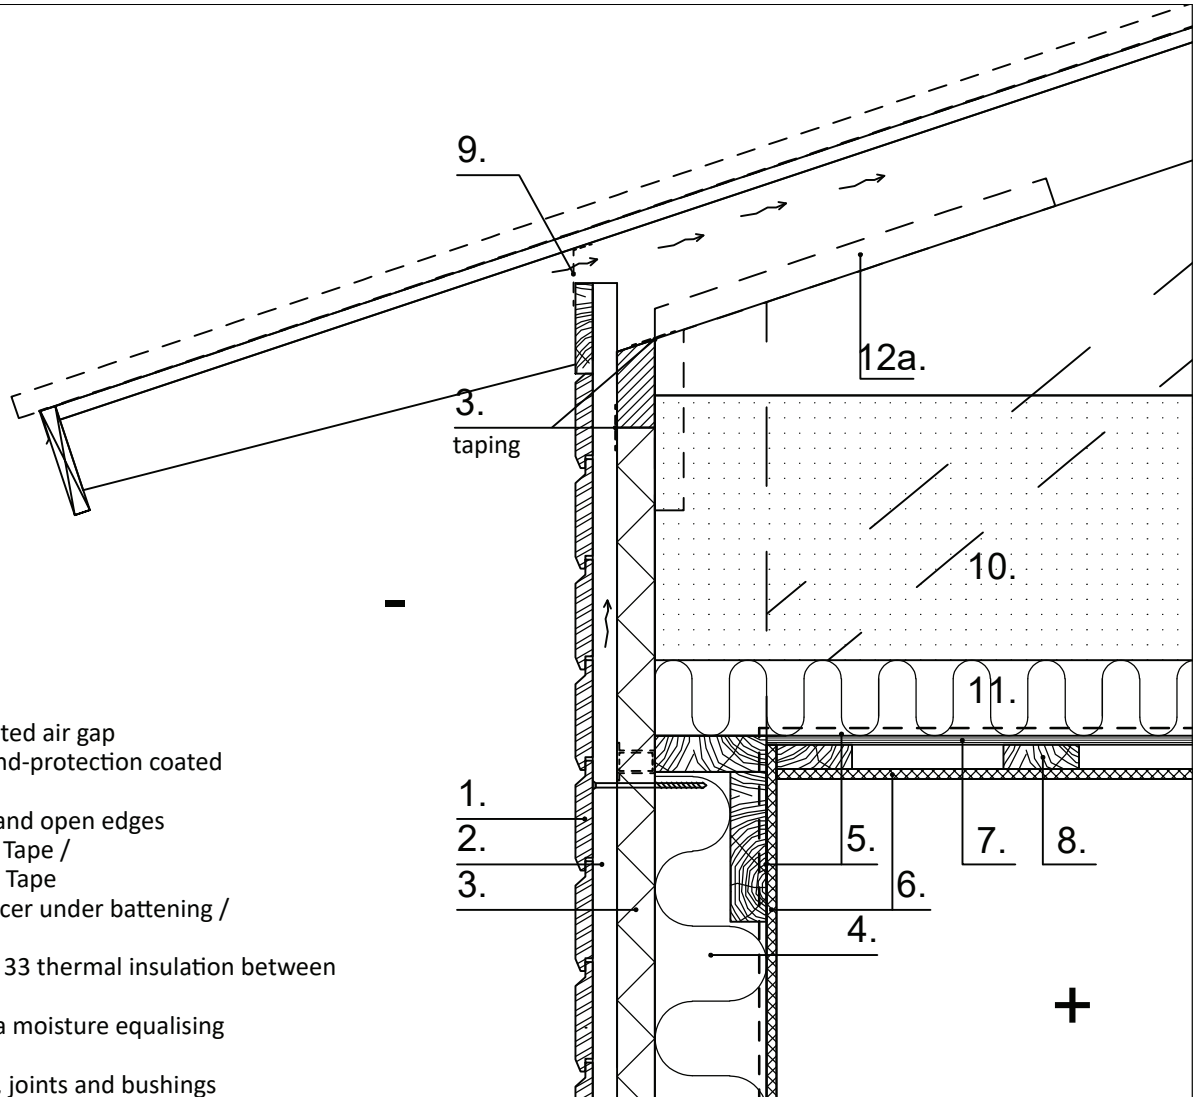 9.
12a.
3.
taping
10.
-
11.
ted air gap
nd-protection coated
1.
and open edges
2.
5.
7.
8.
Tape /
3.
6.
Tape
cer under battening /
4.
33 thermal insulation between
+
a moisture equalising
joints and bushings